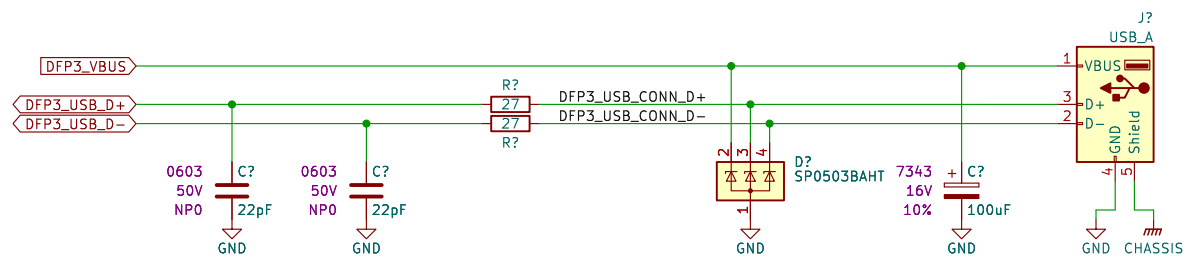 J?
USB_A
DFP3_VBUS
1
VBUS
R?
DFP3_USB_D+
27
DFP3_USB_CONN_D+
3
D+
DFP3_USB_D-
27
DFP3_USB_CONN_D-
2
D-
R?
GND
Shield
2
3
4
D?
SP0503BAHT
1
4
5
0603
50V
NP0
C?
22pF
0603
50V
NP0
C?
22pF
7343
16V
10%
+
C?
100uF
GND
GND
GND
GND
GND
CHASSIS